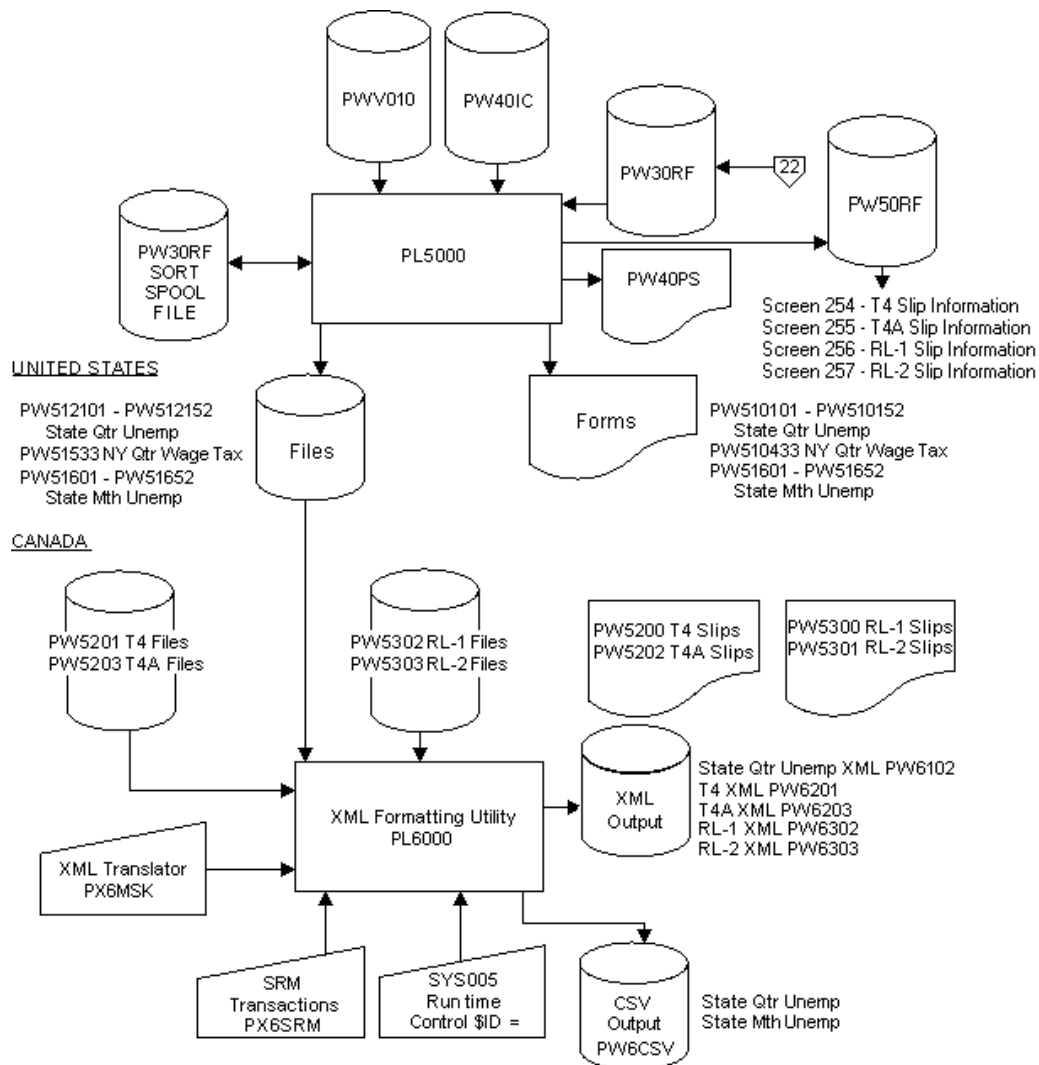 PWV010
PW40IC
PW30RF
22
PW50RF
PW30RF
SORT
SPOOL
FILE
PL5000
PW40PS
Screen 254 - T4 Slip Information
Screen 255 - T4A Slip Information
Screen 256 - RL-1 Slip Information
Screen 257 - RL-2 Slip Information
UNITED STATES
PW512101 - PW512152
State Qtr Unemp
PW51533 NY Qtr Wage Tax
PW51601 - PW51652
State Mth Unemp
Files
Forms
PW510101 - PW510152
State Qtr Unemp
PW510433 NY Qtr Wage Tax
PW51601 - PW51652
State Mth Unemp
CANADA
PW5201 T4 Files
PW5203 T4A Files
PW5302 RL-1 Files
PW5303 RL-2 Files
PW5200 T4 Slips
PW5202 T4A Slips
PW5300 RL-1 Slips
PW5301 RL-2 Slips
XML Formatting Utility
PL6000
XML
Output
State Qtr Unemp XML PW6102
T4 XML PW6201
T4A XML PW6203
RL-1 XML PW6302
RL-2 XML PW6303
XML Translator
PX6MSK
SRM
Transactions
PX6SRM
SYS005
Runtime
Control $ID =
CSV
Output
PW6CSV
State Qtr Unemp
State Mth Unemp